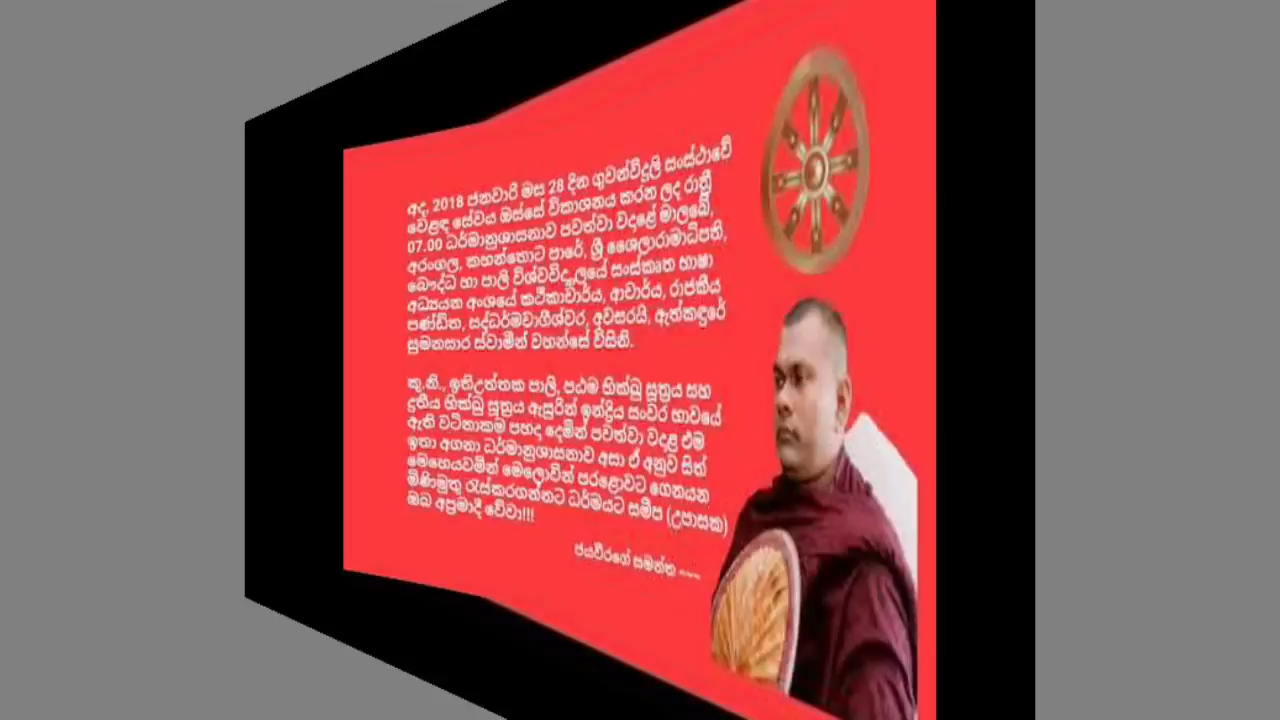 අද, 2018 ජනවාරි මස 28 දින ගුවන්විදුලි සංස්ථාවේ
වෙළඳ සේවය ඔස්සේ විකාශනය කරන ලද රාත්‍රී
07.00 ධර්මානුශාසනාව පවත්වා වදාළේ මාලබේ,
අරංගල, කහන්තොට පාරේ, ශ්‍රී ශෛලාරාමාධිපති,
බෞද්ධ හා පාලි විශ්වවිද්‍යාලයේ සංස්කෘත භාෂා
අධ්‍යයන අංශයේ කථිකාචාර්ය, ආචාර්ය, රාජකීය
පණ්ඩිත, සද්ධර්මවාගීශ්වර, අවසරයි, ඇත්කඳුරේ
සුමනසාර ස්වාමීන් වහන්සේ විසිනි.
කු.නි., ඉතිඋත්තක පාලි, පඨම භික්ඛු සූත්‍රය සහ
දුතිය භික්ඛු සූත්‍රය ඇසුරින් ඉන්ද්‍රිය සංවර භාවයේ
ඇති වටිනාකම පහදා දෙමින් පවත්වා වදාළ එම
ඉතා අගනා ධර්මානුශාසනාව අසා ඒ අනුව සිත්
මෙහෙයවමින් මෙලොවින් පරළොවට ගෙනයන
මිණිමුතු රැස්කරගන්නට ධර්මයට සමීප (උපාසක)
ඔබ අප්‍රමාදී වේවා!!!
ජයවීරගේ සමන්ත